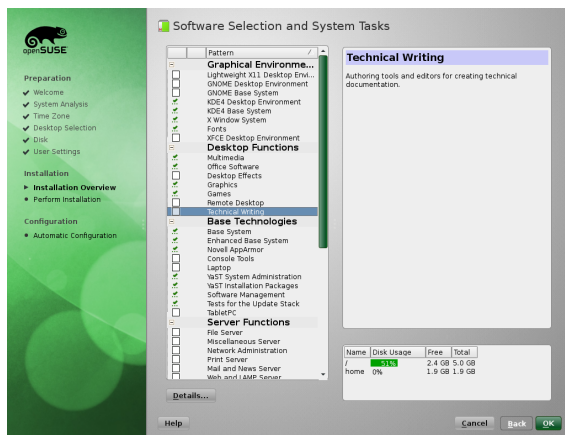 openSUSE
Preparation
Welcome
System Analysis
Time Zone
Desktop Selection
Disk
User Settings
Installation
Installation Overview
Perform Installation
Configuration
Automatic Configuration
Software Selection and System Tasks
Pattern
Graphical Environme...
Lightweight X11 Desktop Envi...
GNOME Desktop Environment
GNOME Base System
KDE4 Desktop Environment
KDE4 Base System
X Window System
Fonts
XFCE Desktop Environment
Desktop Functions
Multimedia
Office Software
Desktop Effects
Graphics
Games
Remote Desktop
Technical Writing
Base Technologies
Base System
Enhanced Base System
Novell AppArmor
Console Tools
Laptop
YaST System Administration
YaST Installation Packages
Software Management
Tests for the Update Stack
TabletPC
Server Functions
File Server
Miscellaneous Server
Network Administration
Print Server
Mail and News Server
Web and LAMP Server
Details...
Technical Writing
Authoring tools and editors for creating technical
documentation.
Name Disk Usage Free Total
/ 51% 2.4 GB 5.0 GB
home 0% 1.9 GB 1.9 GB
Help Cancel Back OK